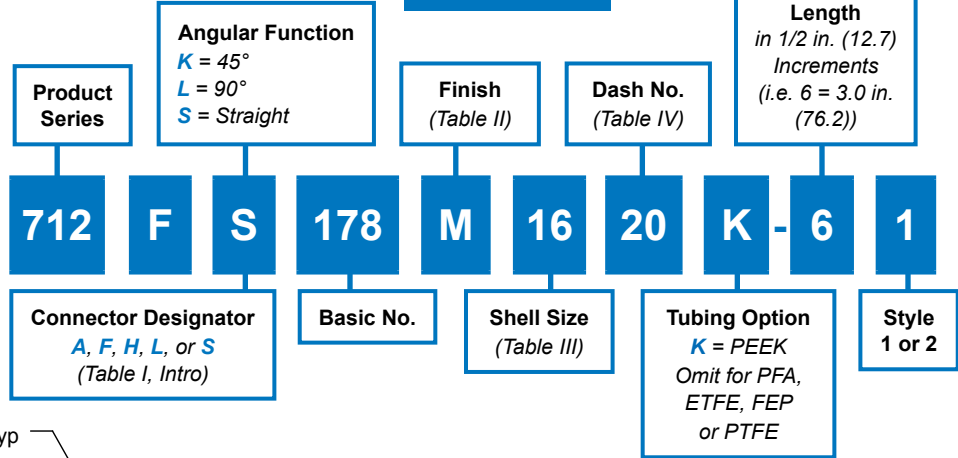 Angular Function
K = 45°
L = 90°
S = Straight
Length
in 1/2 in. (12.7)
Increments
(i.e. 6 = 3.0 in.
(76.2))
Product
Series
Finish
(Table II)
Dash No.
(Table IV)
712 F S 178 M 16 20 K - 6 1
Connector Designator
A, F, H, L, or S
(Table I, Intro)
Basic No.
Shell Size
(Table III)
Tubing Option
K = PEEK
Omit for PFA,
ETFE, FEP
or PTFE
Style
1 or 2